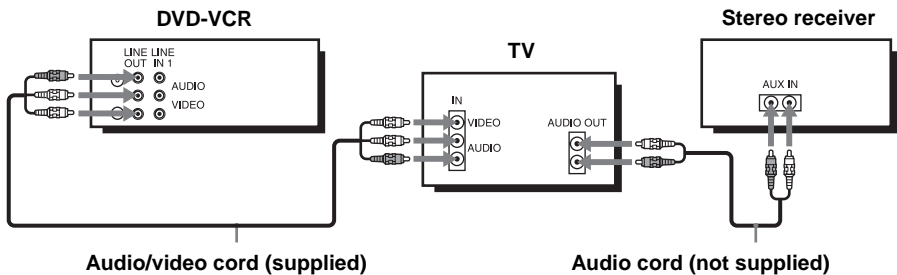 DVD-VCR
LINE LINE
OUT IN 1
AUDIO
VIDEO
TV
IN
VIDEO
AUDIO
AUDIO OUT
Stereo receiver
AUX IN
Audio/video cord (supplied)
Audio cord (not supplied)